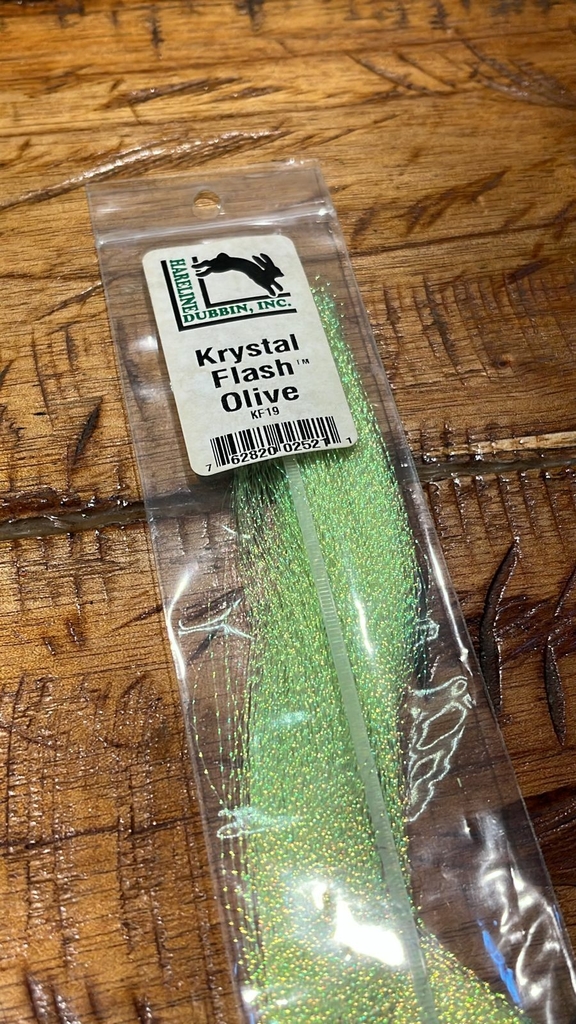 HARELINE
DUBBIN, INC.
Krystal
Flash™
Olive
KF19
7 62820 02521 1